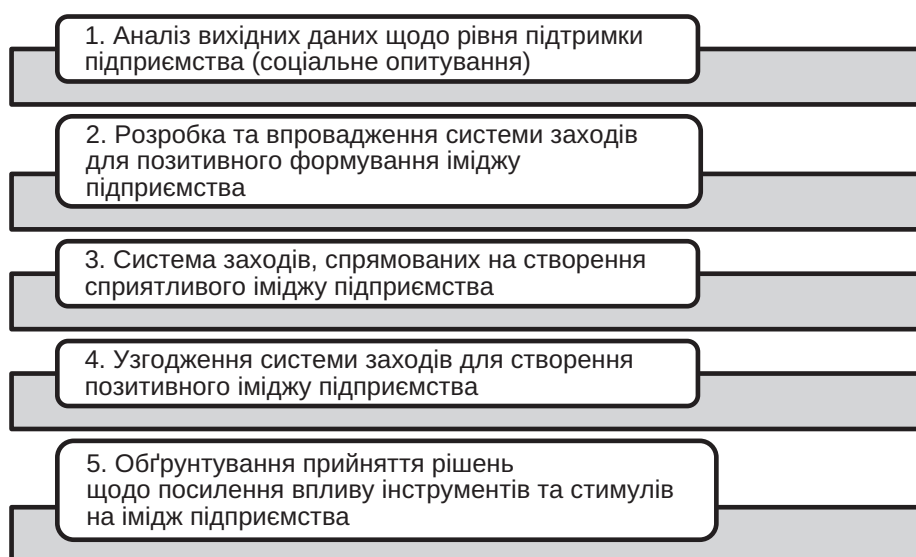 1. Аналіз вихідних даних щодо рівня підтримки
підприємства (соціальне опитування)
2. Розробка та впровадження системи заходів
для позитивного формування іміджу
підприємства
3. Система заходів, спрямованих на створення
сприятливого іміджу підприємства
4. Узгодження системи заходів для створення
позитивного іміджу підприємства
5. Обґрунтування прийняття рішень
щодо посилення впливу інструментів та стимулів
на імідж підприємства